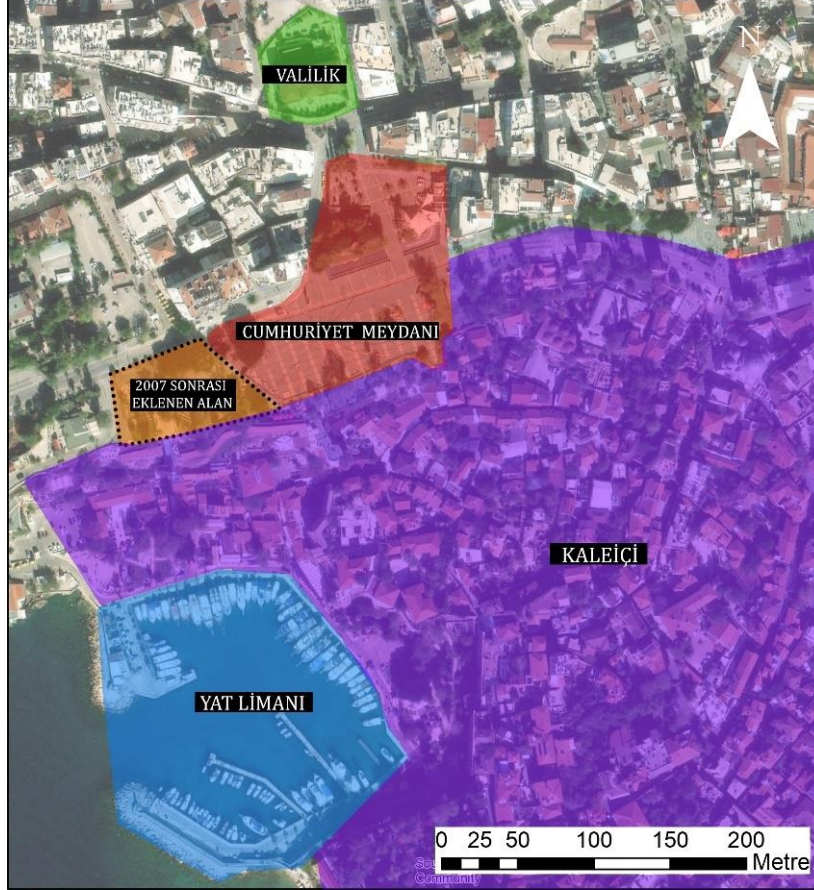 N
VALİLİK
CUMHURİYET MEYDANI
2007 SONRASI
EKLENEN ALAN
KALEİÇİ
YAT LİMANI
0 25 50 100 150 200
Metre
Community